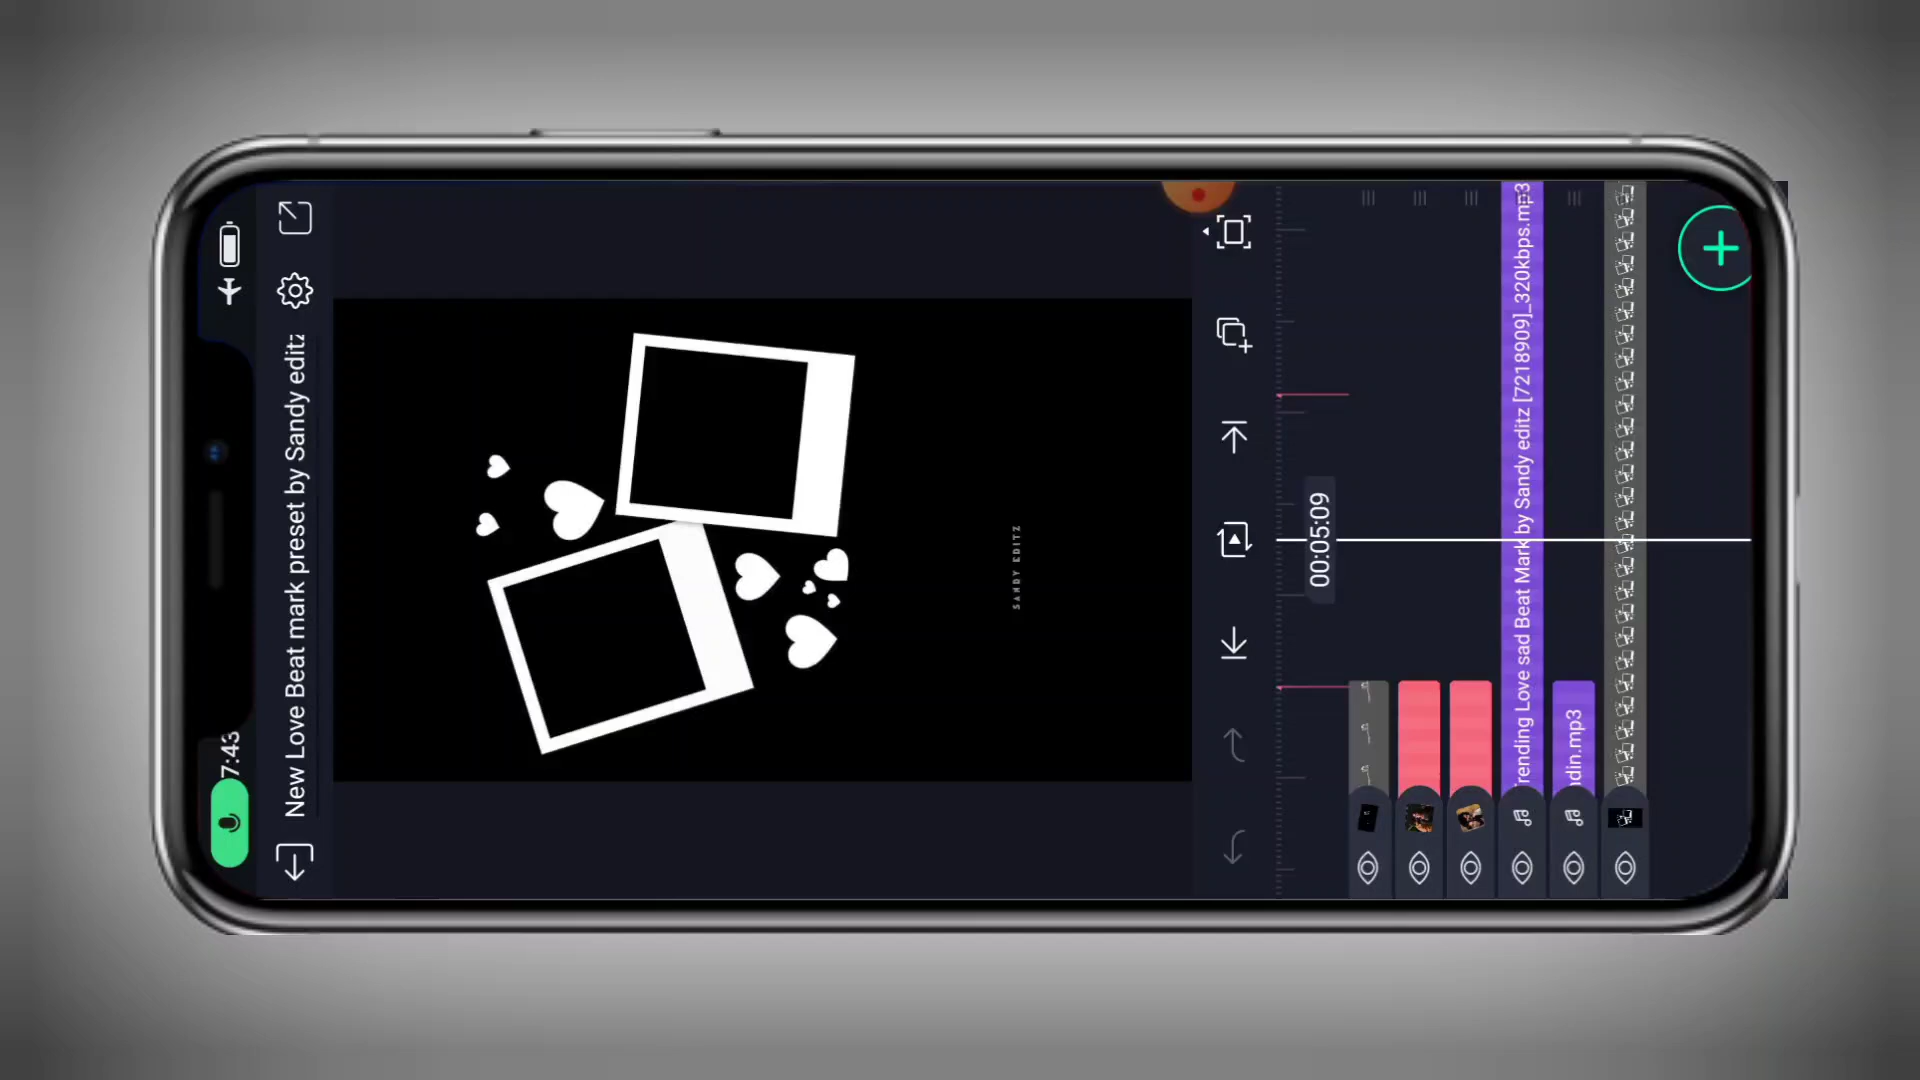 7:43
New Love Beat mark preset by Sandy editz
SANDY EDITZ
00:05:09
Trending Love sad Beat Mark by Sandy editz [7218909]_320kbps.mp3
ndin.mp3